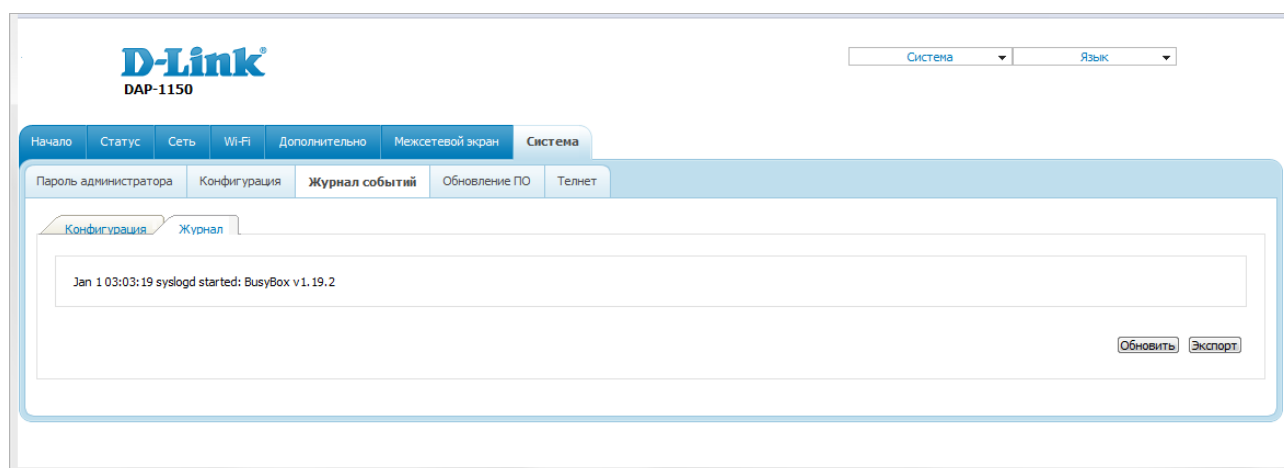 D-Link®
DAP-1150
Система Язык
Начало Статус Сеть Wi-Fi Дополнительно Межсетевой экран Система
Пароль администратора Конфигурация Журнал событий Обновление ПО Телнет
Конфигурация Журнал
Jan 1 03:03:19 syslogd started: BusyBox v1.19.2
Обновить Экспорт